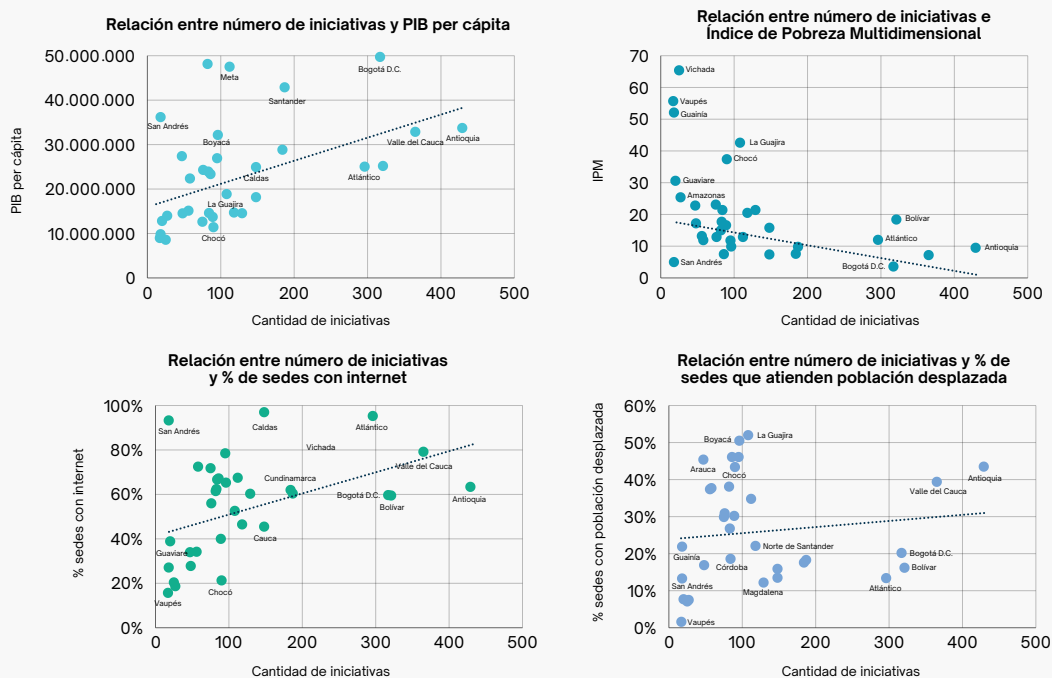 Relación entre número de iniciativas y PIB per cápita
PIB per cápita
50.000.000
40.000.000
30.000.000
20.000.000
10.000.000
0
Meta
Bogotá D.C.
Santander
San Andrés
Boyacá
Valle del Cauca
Antioquia
Caldas
Atlántico
La Guajira
Chocó
0 100 200 300 400 500
Cantidad de iniciativas
Relación entre número de iniciativas e
Índice de Pobreza Multidimensional
IPM
70
60
50
40
30
20
10
0
Vichada
Vaupés
Guainía
La Guajira
Chocó
Guaviare
Amazonas
Bolívar
Atlántico
Antioquia
San Andrés
Bogotá D.C.
0 100 200 300 400 500
Cantidad de iniciativas
Relación entre número de iniciativas
y % de sedes con internet
% sedes con internet
100%
80%
60%
40%
20%
0%
San Andrés
Caldas
Atlántico
Vichada
Valle del Cauca
Cundinamarca
Bogotá D.C.
Bolívar
Antioquia
Cauca
Guaviare
Chocó
Vaupés
0 100 200 300 400 500
Cantidad de iniciativas
Relación entre número de iniciativas y % de
sedes que atienden población desplazada
% sedes con población desplazada
60%
50%
40%
30%
20%
10%
0%
Boyacá
La Guajira
Arauca
Chocó
Antioquia
Valle del Cauca
Norte de Santander
Guainía
Córdoba
Bogotá D.C.
Bolívar
San Andrés
Magdalena
Atlántico
Vaupés
0 100 200 300 400 500
Cantidad de iniciativas